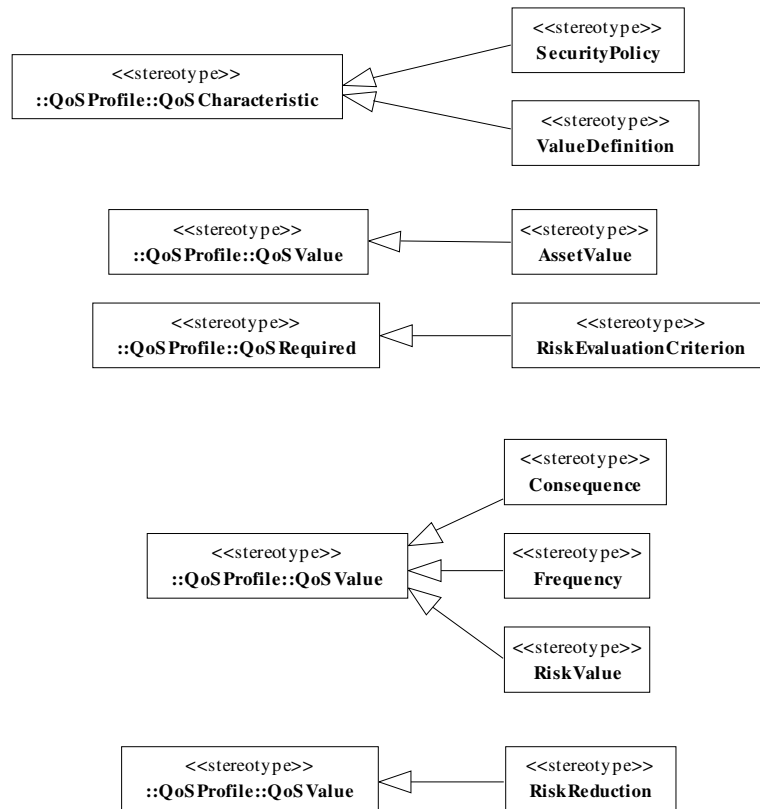 <<stereotype>>
SecurityPolicy
<<stereotype>>
::QoSProfile::QoSCharacteristic
<<stereotype>>
ValueDefinition
<<stereotype>>
::QoSProfile::QoSValue
<<stereotype>>
AssetValue
<<stereotype>>
::QoSProfile::QoSRequired
<<stereotype>>
RiskEvaluationCriterion
<<stereotype>>
Consequence
<<stereotype>>
::QoSProfile::QoSValue
<<stereotype>>
Frequency
<<stereotype>>
RiskValue
<<stereotype>>
::QoSProfile::QoSValue
<<stereotype>>
RiskReduction